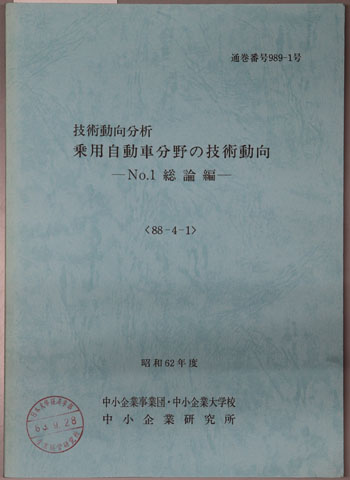 通巻番号989-1号
技術動向分析
乗用自動車分野の技術動向
—No.1 総論編—
〈88-4-1〉
昭和62年度
中小企業事業団・中小企業大学校
中小企業研究所
63.9.28